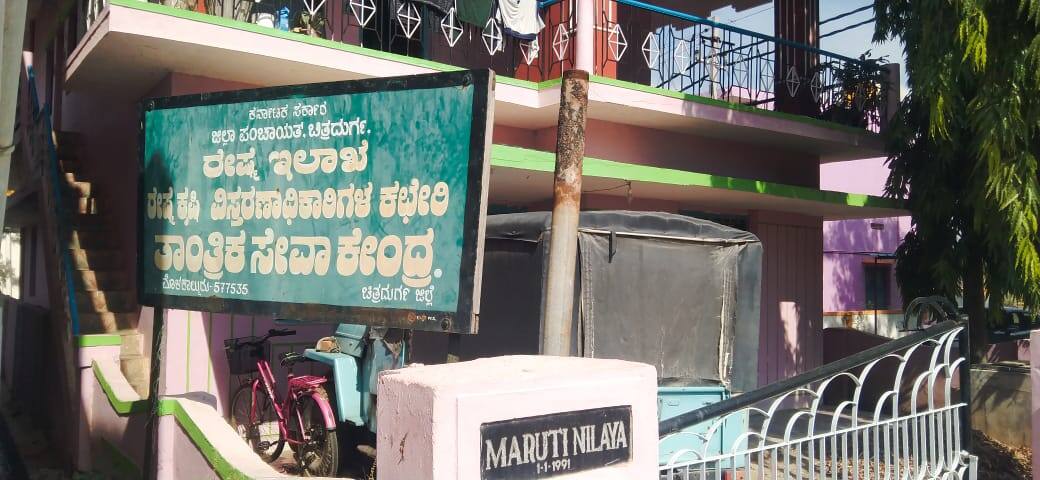 ಕರ್ನಾಟಕ ಸರ್ಕಾರ
ಜಿಲ್ಲಾ ಪಂಚಾಯತ್, ಚಿತ್ರದುರ್ಗ.
ರೇಷ್ಮೆ ಇಲಾಖೆ
ರೇಷ್ಮೆ ಕೃಷಿ ವಿಸ್ತರಣಾಧಿಕಾರಿಗಳ ಕಛೇರಿ
ತಾಂತ್ರಿಕ ಸೇವಾ ಕೇಂದ್ರ.
ಮೊಳಕಾಲ್ಮುರು-577535
ಚಿತ್ರದುರ್ಗ ಜಿಲ್ಲೆ
MARUTI NILAYA
1-1-1991